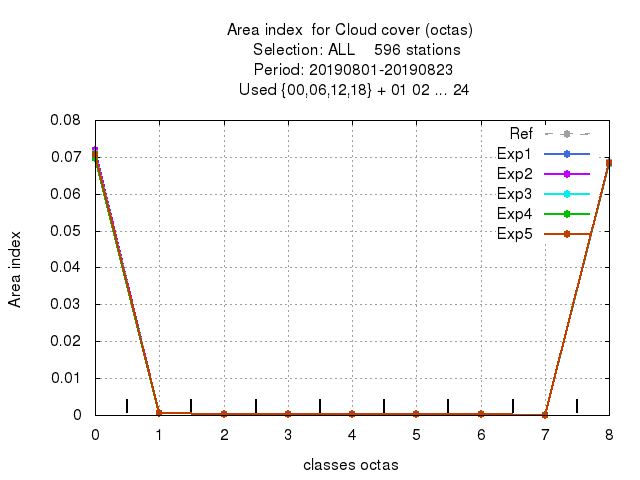 Area index  for Cloud cover (octas)
Selection: ALL    596 stations
Period: 20190801-20190823
Used {00,06,12,18} + 01 02 ... 24
0.08
0.07
0.06
0.05
0.04
0.03
0.02
0.01
0
Area index
Ref
Exp1
Exp2
Exp3
Exp4
Exp5
0 1 2 3 4 5 6 7 8
classes octas